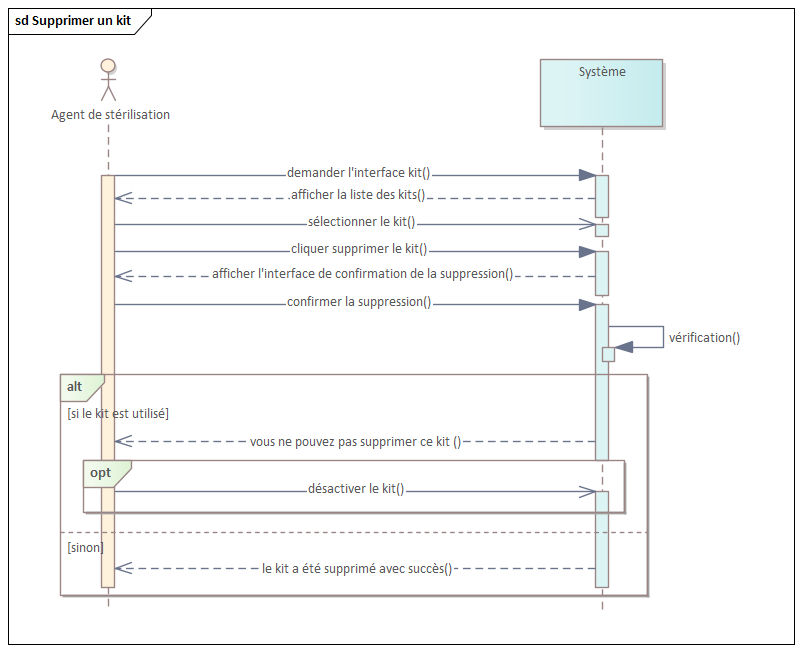 sd Supprimer un kit
Système
Agent de stérilisation
demander l'interface kit()
afficher la liste des kits()
sélectionner le kit()
cliquer supprimer le kit()
afficher l'interface de confirmation de la suppression()
confirmer la suppression()
vérification()
alt
[si le kit est utilisé]
vous ne pouvez pas supprimer ce kit ()
opt
désactiver le kit()
[sinon]
le kit a été supprimé avec succès()